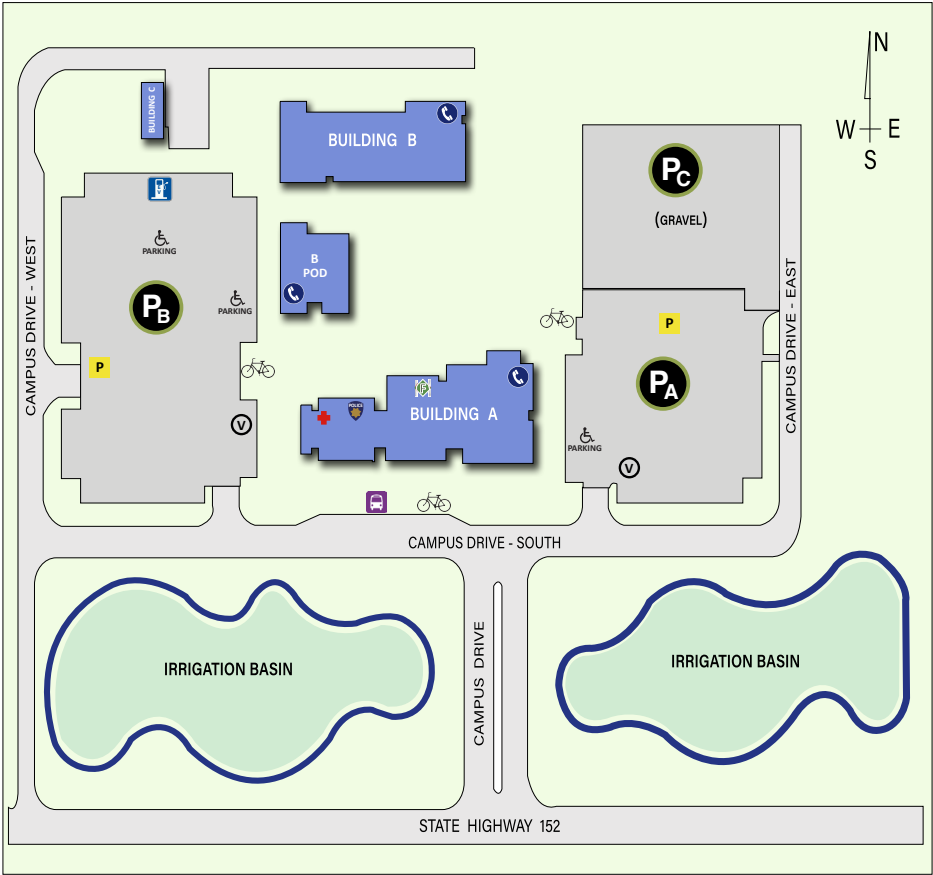 N
W E
S
BUILDING C
BUILDING B
PC
(GRAVEL)
PARKING
B
POD
PARKING
PB
CAMPUS DRIVE - WEST
CAMPUS DRIVE - EAST
P
P
PA
POLICE
BUILDING A
V
PARKING
V
CAMPUS DRIVE - SOUTH
IRRIGATION BASIN
IRRIGATION BASIN
CAMPUS DRIVE
STATE HIGHWAY 152